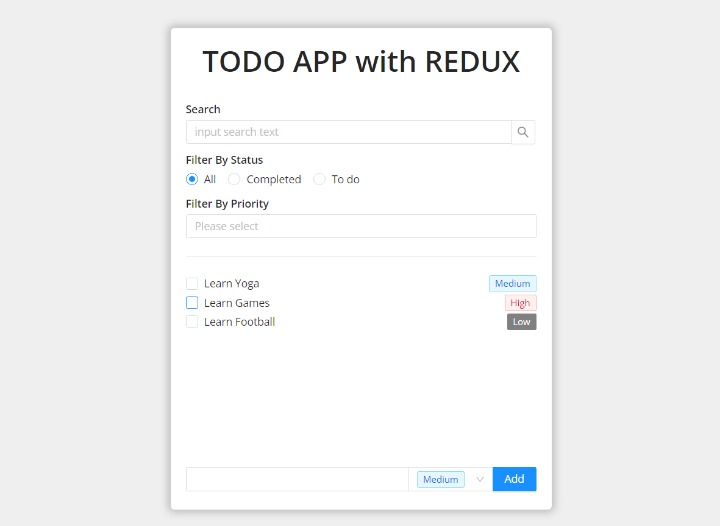 TODO APP with REDUX
Search
input search text
Filter By Status
All Completed To do
Filter By Priority
Please select
Learn Yoga Medium
Learn Games High
Learn Football Low
Medium Add